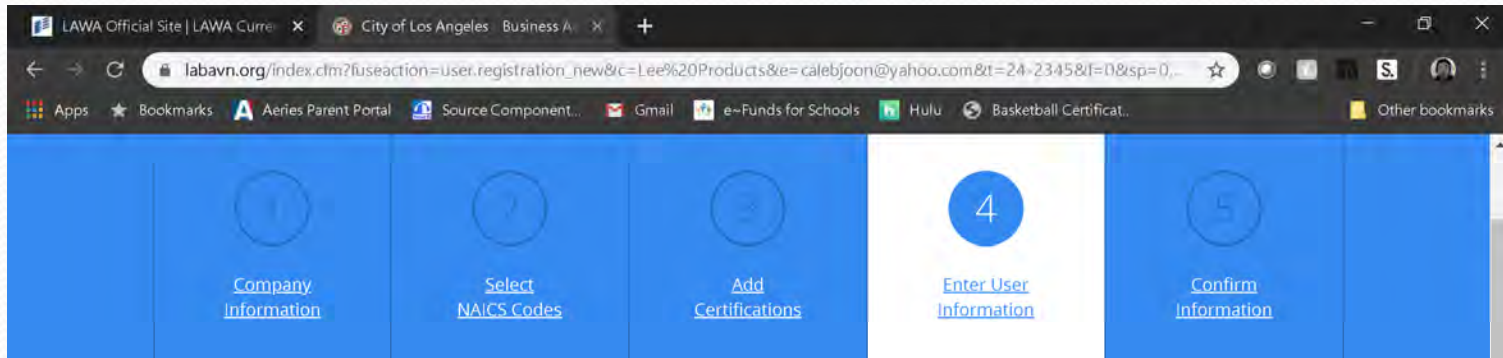 LAWA Official Site | LAWA Curre
City of Los Angeles Business A
labavn.org/index.cfm?fuseaction=user.registration_new&c=Lee%20Products&e=calebjoon@yahoo.com&t=24-2345&f=0&sp=0,...
Apps Bookmarks Aeries Parent Portal Source Component... Gmail e~Funds for Schools Hulu Basketball Certificat... Other bookmarks
1 2 3 4 5
Company
Information
Select
NAICS Codes
Add
Certifications
Enter User
Information
Confirm
Information